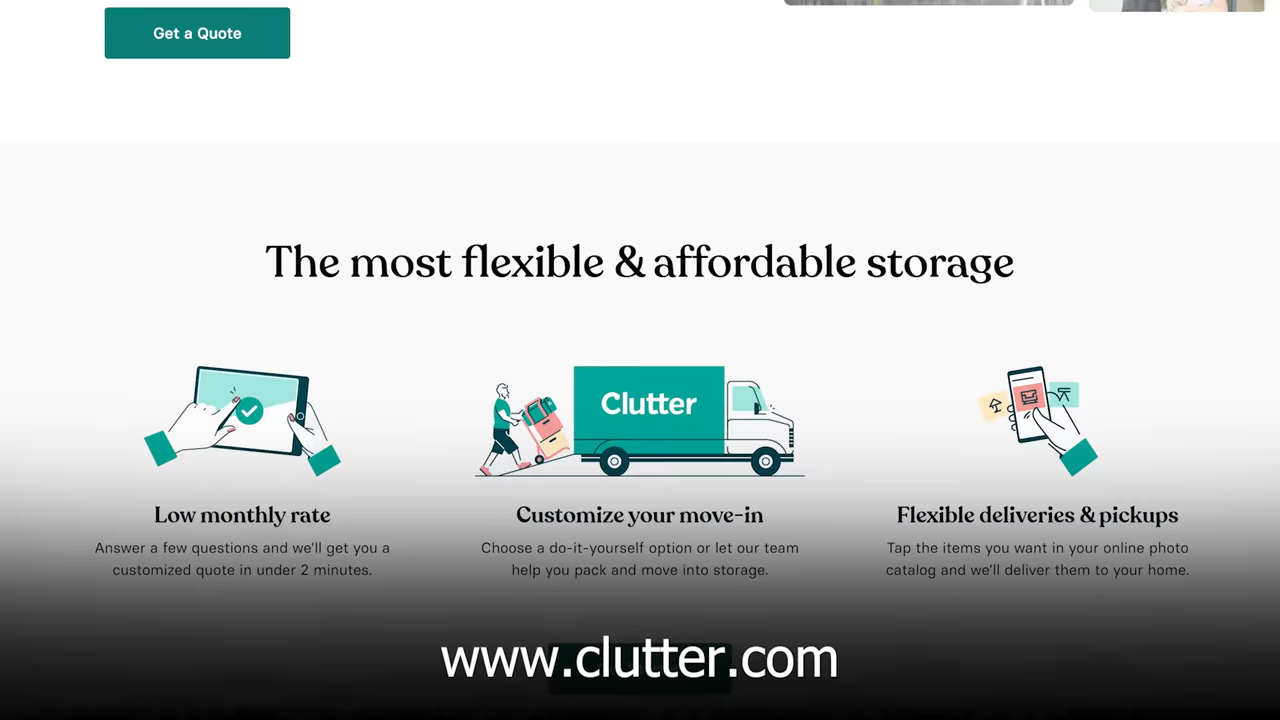 Get a Quote
The most flexible & affordable storage
Clutter
Low monthly rate
Answer a few questions and we'll get you a
customized quote in under 2 minutes.
Customize your move-in
Choose a do-it-yourself option or let our team
help you pack and move into storage.
Flexible deliveries & pickups
Tap the items you want in your online photo
catalog and we'll deliver them to your home.
www.clutter.com